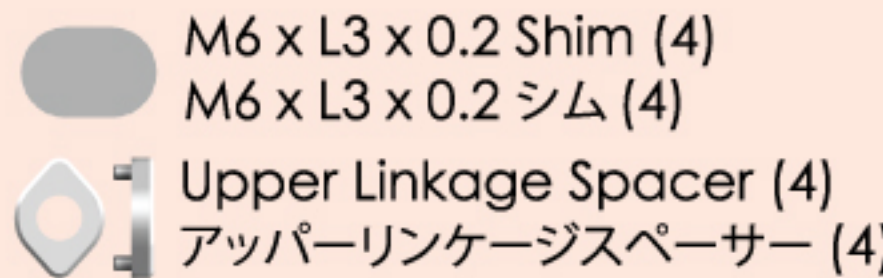 M6 x L3 x 0.2 Shim (4)
M6 x L3 x 0.2 シム (4)
Upper Linkage Spacer (4)
アッパーリンケージスペーサー (4)